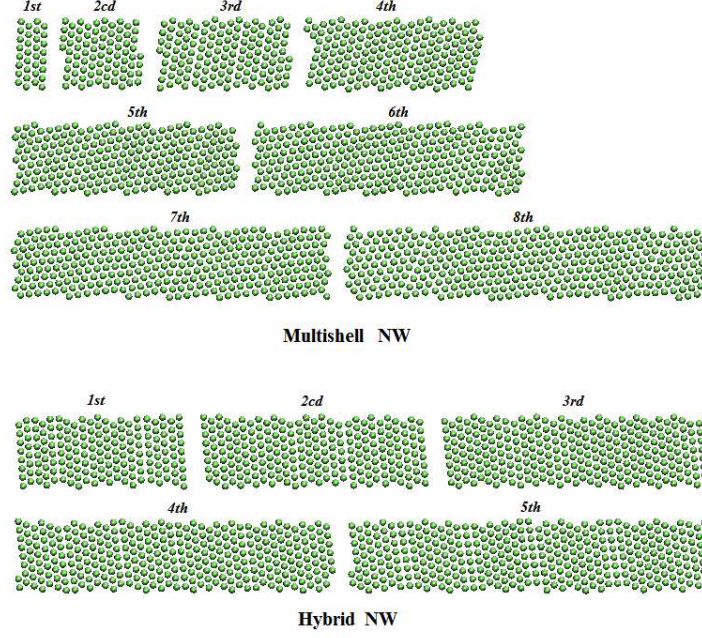 1st 2cd 3rd 4th
5th 6th
7th 8th
Multishell NW
1st 2cd 3rd
4th 5th
Hybrid NW